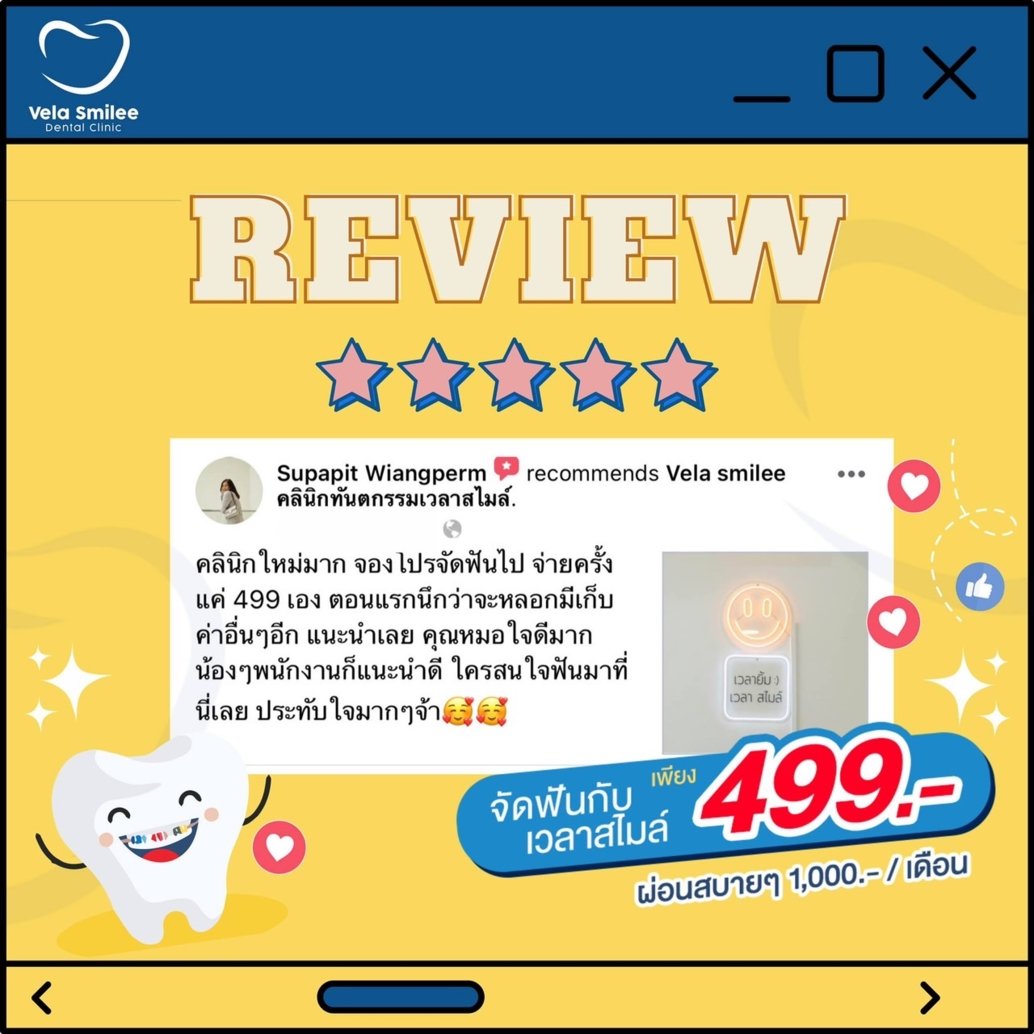 Vela Smilee
Dental Clinic
REVIEW
Supapit Wiangperm recommends Vela smilee
คลินิกทันตกรรมเวลาสไมล์.
คลินิกใหม่มาก จองโปรจัดฟันไป จ่ายครั้ง
แค่ 499 เอง ตอนแรกนึกว่าจะหลอกมีเก็บ
ค่าอื่นๆอีก แนะนำเลย คุณหมอใจดีมาก
น้องๆพนักงานก็แนะนำดี ใครสนใจฟันมาที่
นี่เลย ประทับใจมากๆจ้า🥰🥰
เวลายิ้ม :)
เวลา สไมล์
จัดฟันกับ
เวลาสไมล์
เพียง
499.-
ผ่อนสบายๆ 1,000.- / เดือน